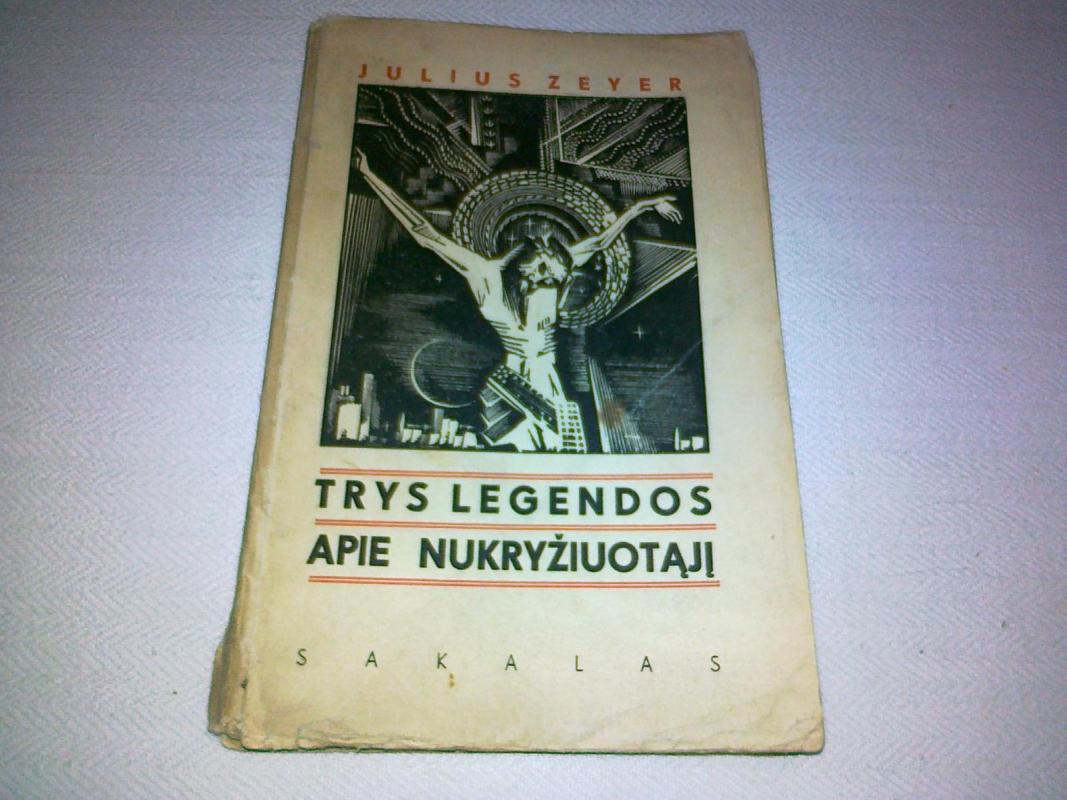 JULIUS ZEYER
TRYS LEGENDOS
APIE NUKRYŽIUOTĄJĮ
SAKALAS